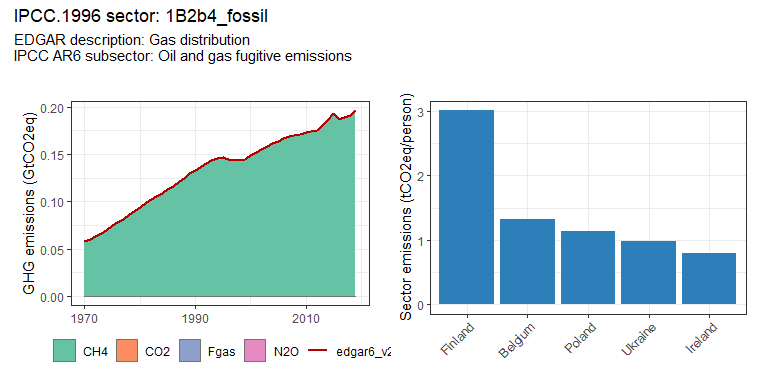 IPCC.1996 sector: 1B2b4_fossil
EDGAR description: Gas distribution
IPCC AR6 subsector: Oil and gas fugitive emissions
GHG emissions (GtCO2eq)
0.20
0.15
0.10
0.05
0.00
1970
1990
2010
CH4
CO2
Fgas
N2O
edgar6_v2
Sector emissions (tCO2eq/person)
3
2
1
0
Finland
Belgium
Poland
Ukraine
Ireland